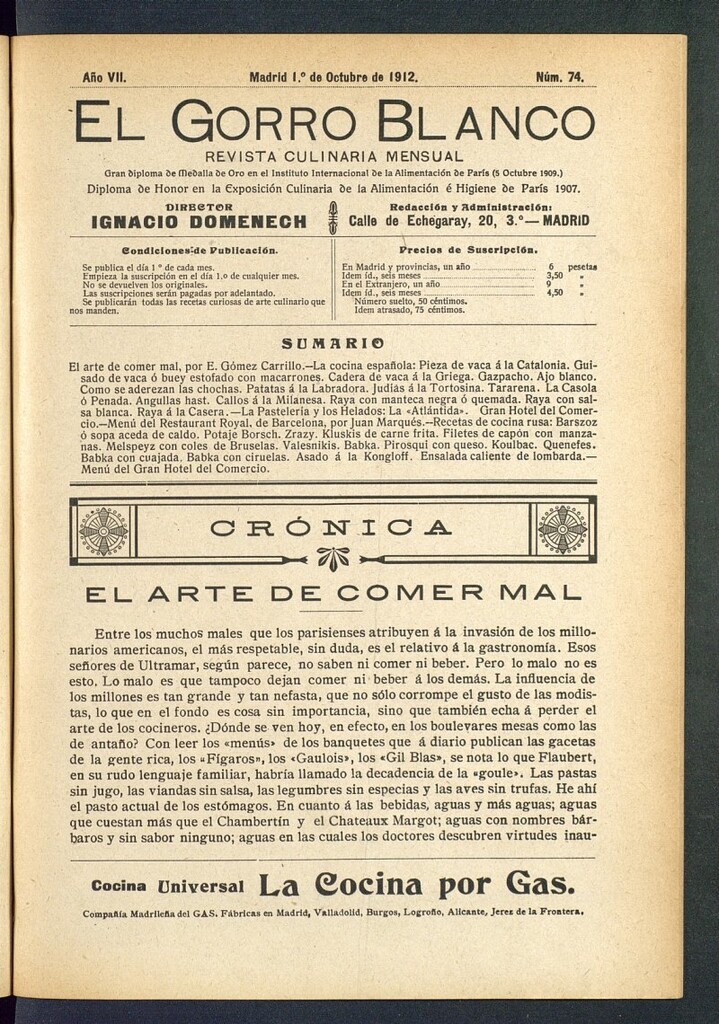 Año VII.
Madrid 1.º de Octubre de 1912.
Núm. 74.
EL GORRO BLANCO
REVISTA CULINARIA MENSUAL
Gran diploma de Medalla de Oro en el Instituto Internacional de la Alimentación de París (5 Octubre 1909.)
Diploma de Honor en la Exposición Culinaria de la Alimentación é Higiene de París 1907.
DIRECTOR
IGNACIO DOMENECH
Redacción y Administración:
Calle de Echegaray, 20, 3.º—MADRID
Condiciones de Publicación.
Se publica el día 1 º de cada mes.
Empieza la suscripción en el día 1.o de cualquier mes.
No se devuelven los originales.
Las suscripciones serán pagadas por adelantado.
Se publicarán todas las recetas curiosas de arte culinario que
nos manden.
Precios de Suscripción.
En Madrid y provincias, un año 6 pesetas
Idem íd., seis meses 3,50 »
En el Extranjero, un año 9 »
Idem íd., seis meses 4,50 »
Número suelto, 50 céntimos.
Idem atrasado, 75 céntimos.
SUMARIO
El arte de comer mal, por E. Gómez Carrillo.—La cocina española: Pieza de vaca á la Catalonia. Gui-
sado de vaca ó buey estofado con macarrones. Cadera de vaca á la Griega. Gazpacho. Ajo blanco.
Como se aderezan las chochas. Patatas á la Labradora. Judiás á la Tortosina. Tararena. La Casola
ó Penada. Angullas hast. Callos á la Milanesa. Raya con manteca negra ó quemada. Raya con sal-
sa blanca. Raya á la Casera.—La Pastelería y los Helados: La «Atlántida». Gran Hotel del Comer-
cio.—Menú del Restaurant Royal, de Barcelona, por Juan Marqués.—Recetas de cocina rusa: Barszoz
ó sopa aceda de caldo. Potaje Borsch. Zrazy. Kluskis de carne frita. Filetes de capón con manza-
nas. Melspeyz con coles de Bruselas. Valesnikis. Babka. Pirosqui con queso. Koulbac. Quenefes.
Babka con cuajada. Babka con ciruelas. Asado á la Kongloff. Ensalada caliente de lombarda.—
Menú del Gran Hotel del Comercio.
CRÓNICA
EL ARTE DE COMER MAL
Entre los muchos males que los parisienses atribuyen á la invasión de los millo-
narios americanos, el más respetable, sin duda, es el relativo á la gastronomía. Esos
señores de Ultramar, según parece, no saben ni comer ni beber. Pero lo malo no es
esto. Lo malo es que tampoco dejan comer ni beber á los demás. La influencia de
los millones es tan grande y tan nefasta, que no sólo corrompe el gusto de las modis-
tas, lo que en el fondo es cosa sin importancia, sino que también echa á perder el
arte de los cocineros. ¿Dónde se ven hoy, en efecto, en los boulevares mesas como las
de antaño? Con leer los «menús» de los banquetes que á diario publican las gacetas
de la gente rica, los «Fígaros», los «Gaulois», los «Gil Blas», se nota lo que Flaubert,
en su rudo lenguaje familiar, habría llamado la decadencia de la «goule». Las pastas
sin jugo, las viandas sin salsa, las legumbres sin especias y las aves sin trufas. He ahí
el pasto actual de los estómagos. En cuanto á las bebidas, aguas y más aguas; aguas
que cuestan más que el Chambertín y el Chateaux Margot; aguas con nombres bár-
baros y sin sabor ninguno; aguas en las cuales los doctores descubren virtudes inau-
Cocina Universal La Cocina por Gas.
Compañía Madrileña del GAS. Fábricas en Madrid, Valladolid, Burgos, Logroño, Alicante, Jerez de la Frontera.